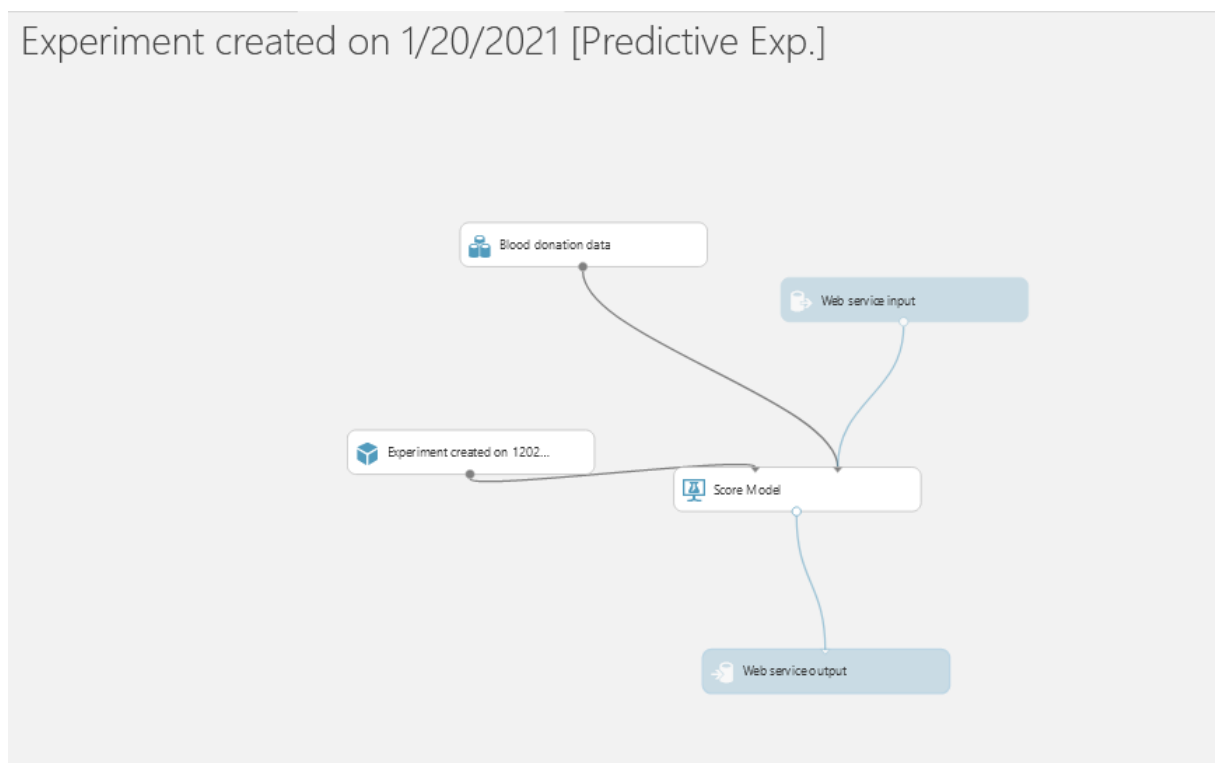 Experiment created on 1/20/2021 [Predictive Exp.]
Blood donation data
Web service input
Experiment created on 1202...
Score Model
Web service output